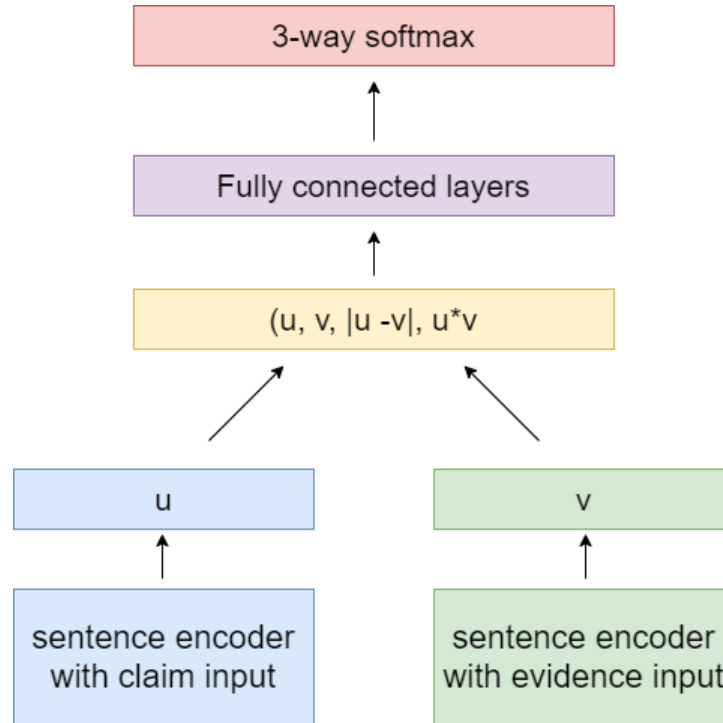 3-way softmax
Fully connected layers
(u, v, |u -v|, u*v
u
v
sentence encoder
with claim input
sentence encoder
with evidence input